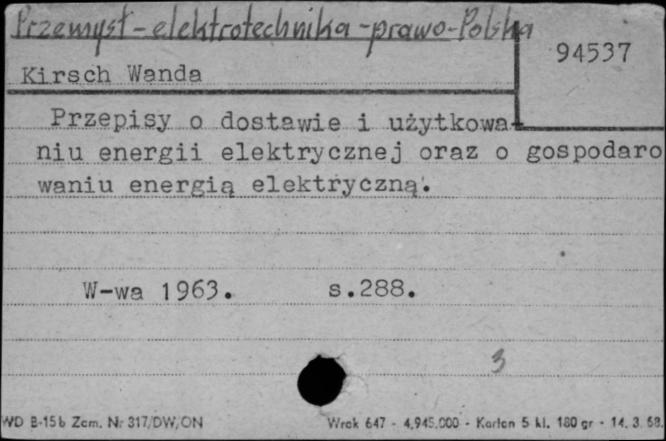 Przemysł-elektrotechnika-prawo-Polska
94537
Kirsch Wanda
Przepisy o dostawie i użytkowa-
niu energii elektrycznej oraz o gospodaro
waniu energią elektryczną.
W-wa 1963. s.288.
3
WD B-15b Zam. Nr 317/DW/ON Wrok 647 - 4.945.000 - Karton 5 kl. 180 gr - 14. 3. 58.